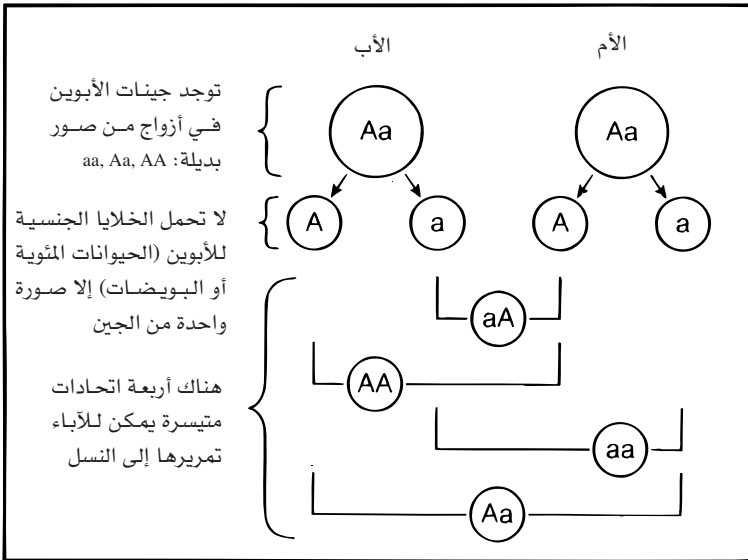 الأم الأب
توجد جينات الأبوين
في أزواج من صور
بديلة: aa, Aa, AA
Aa Aa
لا تحمل الخلايا الجنسية
للأبوين (الحيوانات المئوية
أو البويضات) إلا صورة
واحدة من الجين
A a A a
هناك أربعة اتحادات
متيسرة يمكن للآباء
تمريرها إلى النسل
aA
AA
aa
Aa